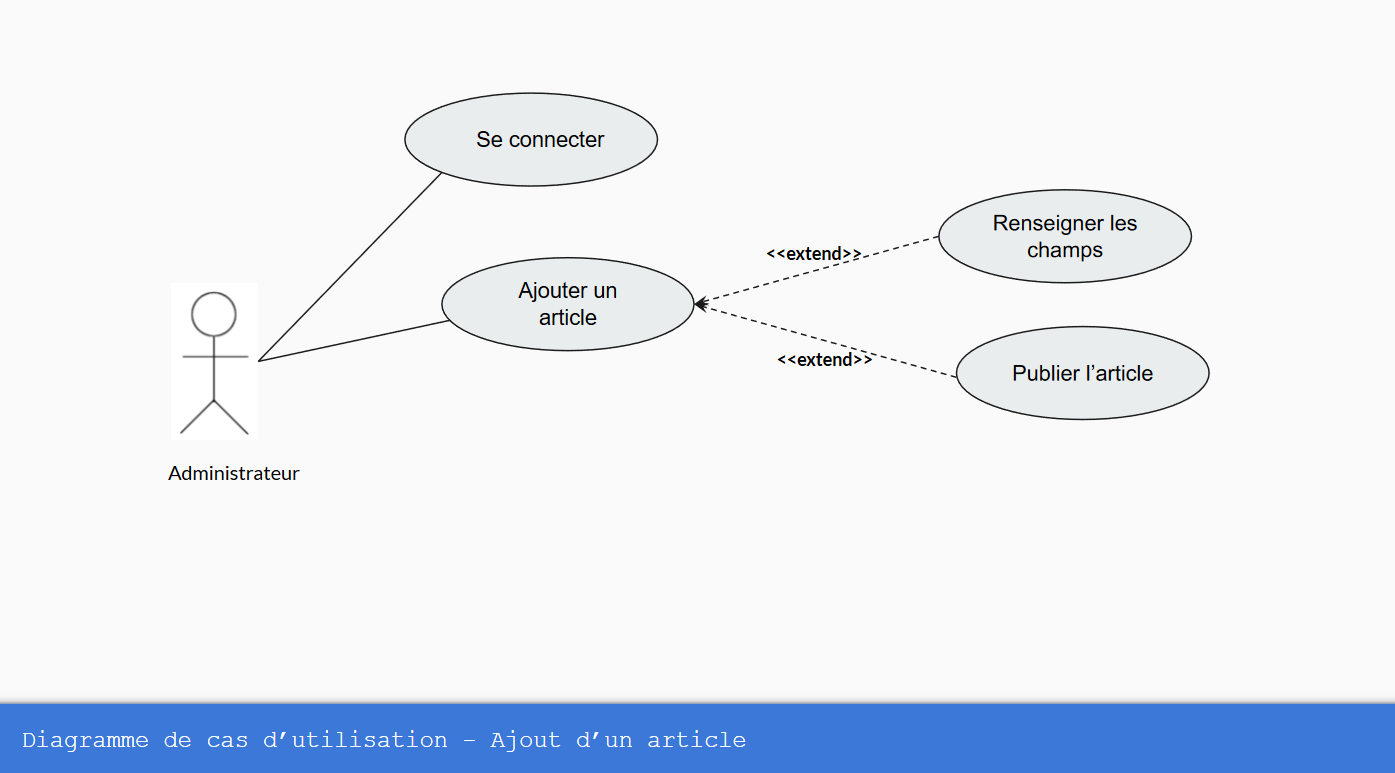 Se connecter
Renseigner les
champs
<<extend>>
Ajouter un
article
<<extend>>
Publier l’article
Administrateur
Diagramme de cas d’utilisation – Ajout d’un article